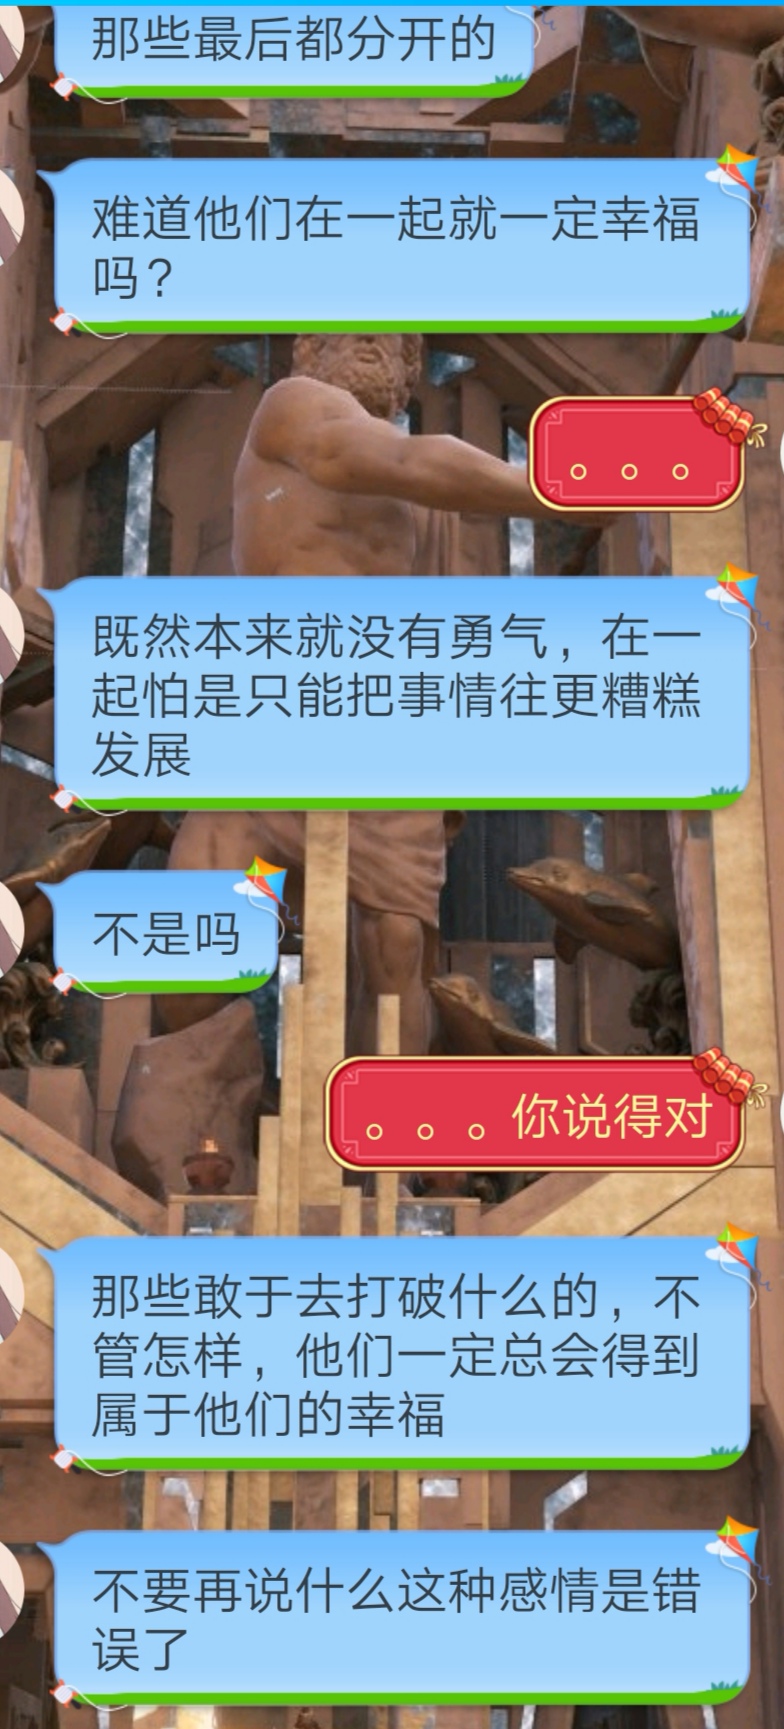 那些最后都分开的
难道他们在一起就一定幸福
吗？
。。。
既然本来就没有勇气，在一
起怕是只能把事情往更糟糕
发展
不是吗
。。。你说得对
那些敢于去打破什么的，不
管怎样，他们一定总会得到
属于他们的幸福
不要再说什么这种感情是错
误了